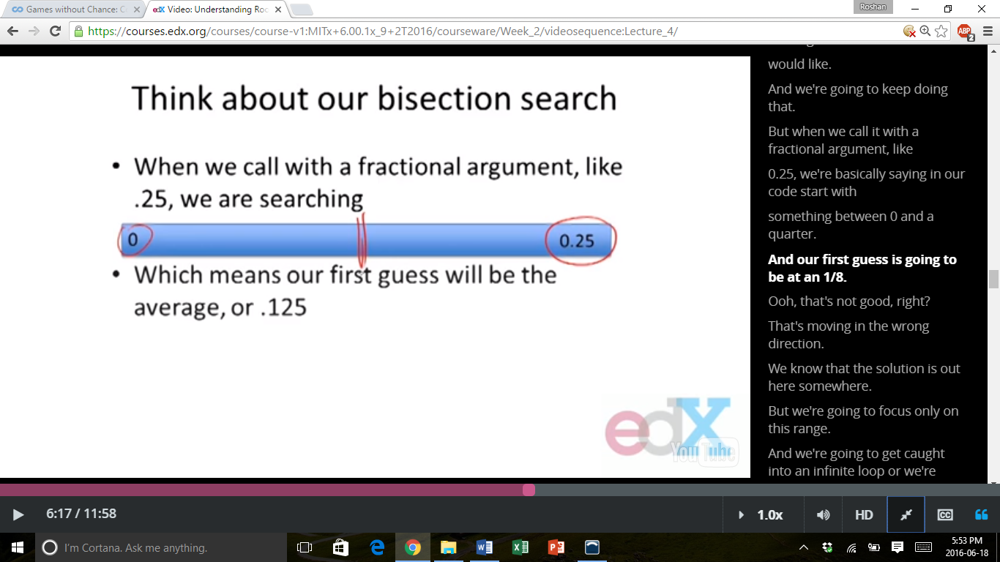 Games without Chance: C
edX Video: Understanding Roo
Roshan
https://courses.edx.org/courses/course-v1:MITx+6.00.1x_9+2T2016/courseware/Week_2/videosequence:Lecture_4/
ABP
2
Think about our bisection search
• When we call with a fractional argument, like
.25, we are searching
0 0.25
• Which means our first guess will be the
average, or .125
edX
YouTube
would like.
And we're going to keep doing
that.
But when we call it with a
fractional argument, like
0.25, we're basically saying in our
code start with
something between 0 and a
quarter.
And our first guess is going to
be at an 1/8.
Ooh, that's not good, right?
That's moving in the wrong
direction.
We know that the solution is out
here somewhere.
But we're going to focus only on
this range.
And we're going to get caught
into an infinite loop or we're
6:17 / 11:58
1.0x
HD
CC
I'm Cortana. Ask me anything.
5:53 PM
2016-06-18